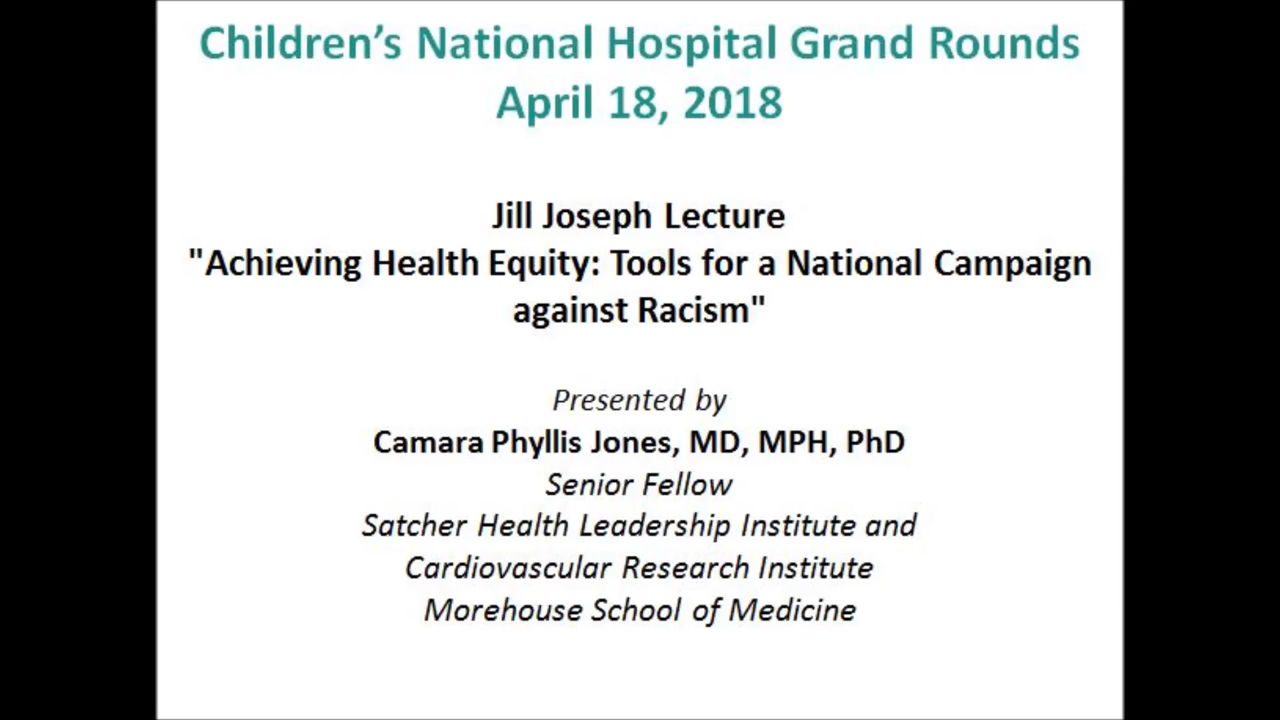 Children’s National Hospital Grand Rounds
April 18, 2018
Jill Joseph Lecture
"Achieving Health Equity: Tools for a National Campaign
against Racism"
Presented by
Camara Phyllis Jones, MD, MPH, PhD
Senior Fellow
Satcher Health Leadership Institute and
Cardiovascular Research Institute
Morehouse School of Medicine